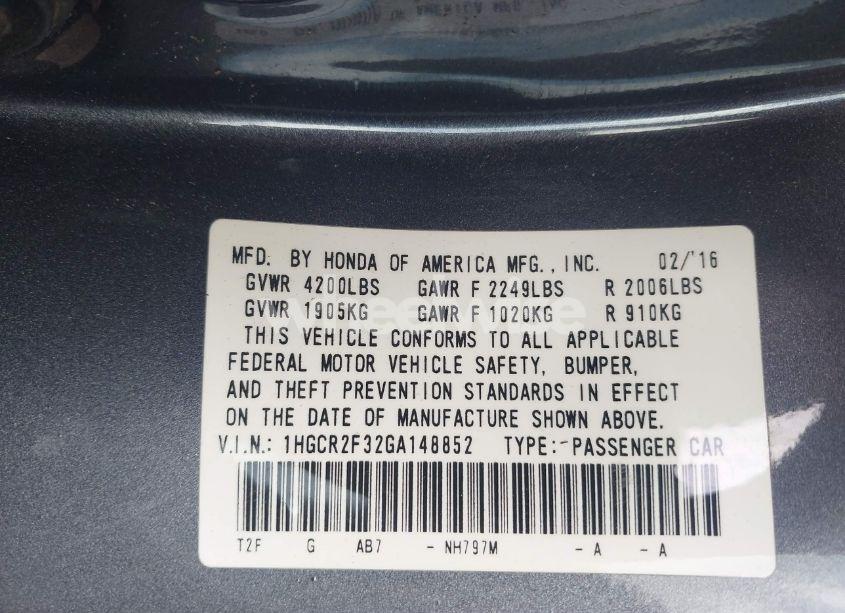 MFD. BY HONDA OF AMERICA MFG., INC. 02/'16
GVWR 4200LBS GAWR F 2249LBS R 2006LBS
GVWR 1905KG GAWR F 1020KG R 910KG
THIS VEHICLE CONFORMS TO ALL APPLICABLE
FEDERAL MOTOR VEHICLE SAFETY, BUMPER,
AND THEFT PREVENTION STANDARDS IN EFFECT
ON THE DATE OF MANUFACTURE SHOWN ABOVE.
V.I.N.: 1HGCR2F32GA148852 TYPE: PASSENGER CAR
T2F G AB7 - NH797M - A - A